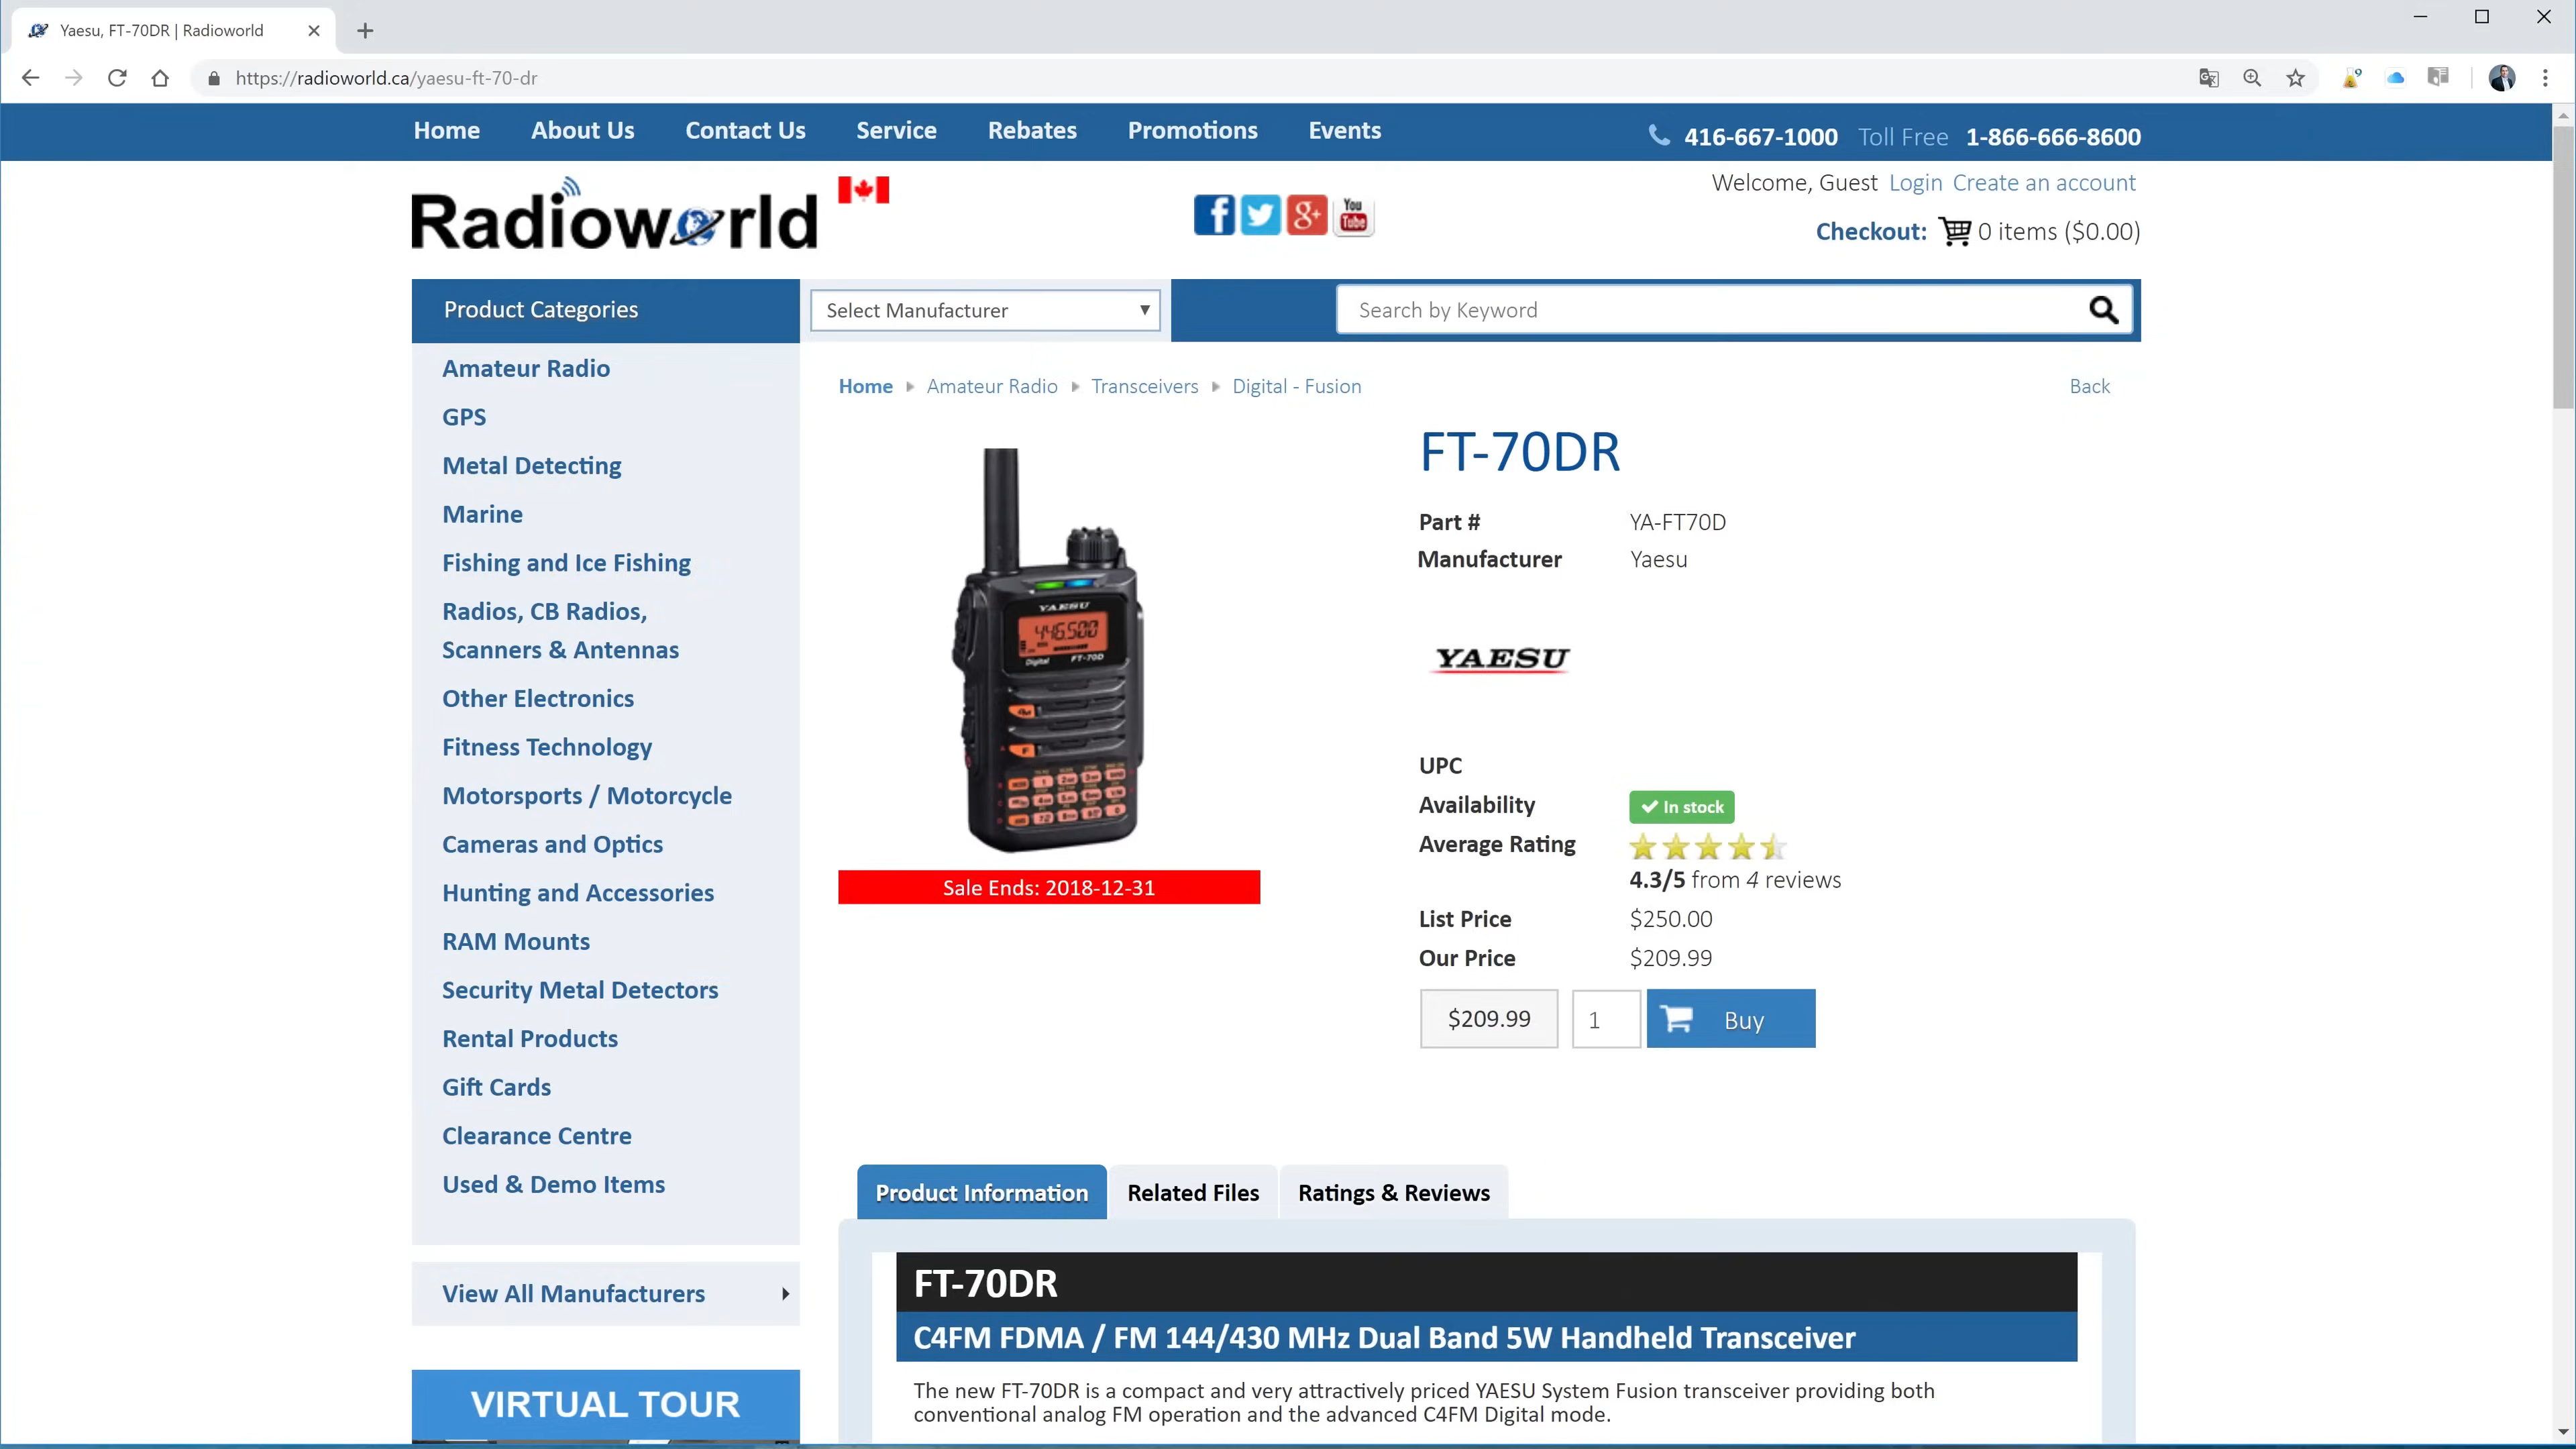 Yaesu, FT-70DR | Radioworld
https://radioworld.ca/yaesu-ft-70-dr
Home About Us Contact Us Service Rebates Promotions Events
416-667-1000 Toll Free 1-866-666-8600
Radioworld
You
Tube
Welcome, Guest Login Create an account
Checkout: 0 items ($0.00)
Product Categories
Select Manufacturer
Search by Keyword
Amateur Radio
GPS
Metal Detecting
Marine
Fishing and Ice Fishing
Radios, CB Radios,
Scanners & Antennas
Other Electronics
Fitness Technology
Motorsports / Motorcycle
Cameras and Optics
Hunting and Accessories
RAM Mounts
Security Metal Detectors
Rental Products
Gift Cards
Clearance Centre
Used & Demo Items
View All Manufacturers
VIRTUAL TOUR
Home Amateur Radio Transceivers Digital - Fusion
Back
YAESU
446.500
Digital FT-70D
Sale Ends: 2018-12-31
FT-70DR
Part # YA-FT70D
Manufacturer Yaesu
YAESU
UPC
Availability In stock
Average Rating
4.3/5 from 4 reviews
List Price $250.00
Our Price $209.99
$209.99 1 Buy
Product Information Related Files Ratings & Reviews
FT-70DR
C4FM FDMA / FM 144/430 MHz Dual Band 5W Handheld Transceiver
The new FT-70DR is a compact and very attractively priced YAESU System Fusion transceiver providing both
conventional analog FM operation and the advanced C4FM Digital mode.